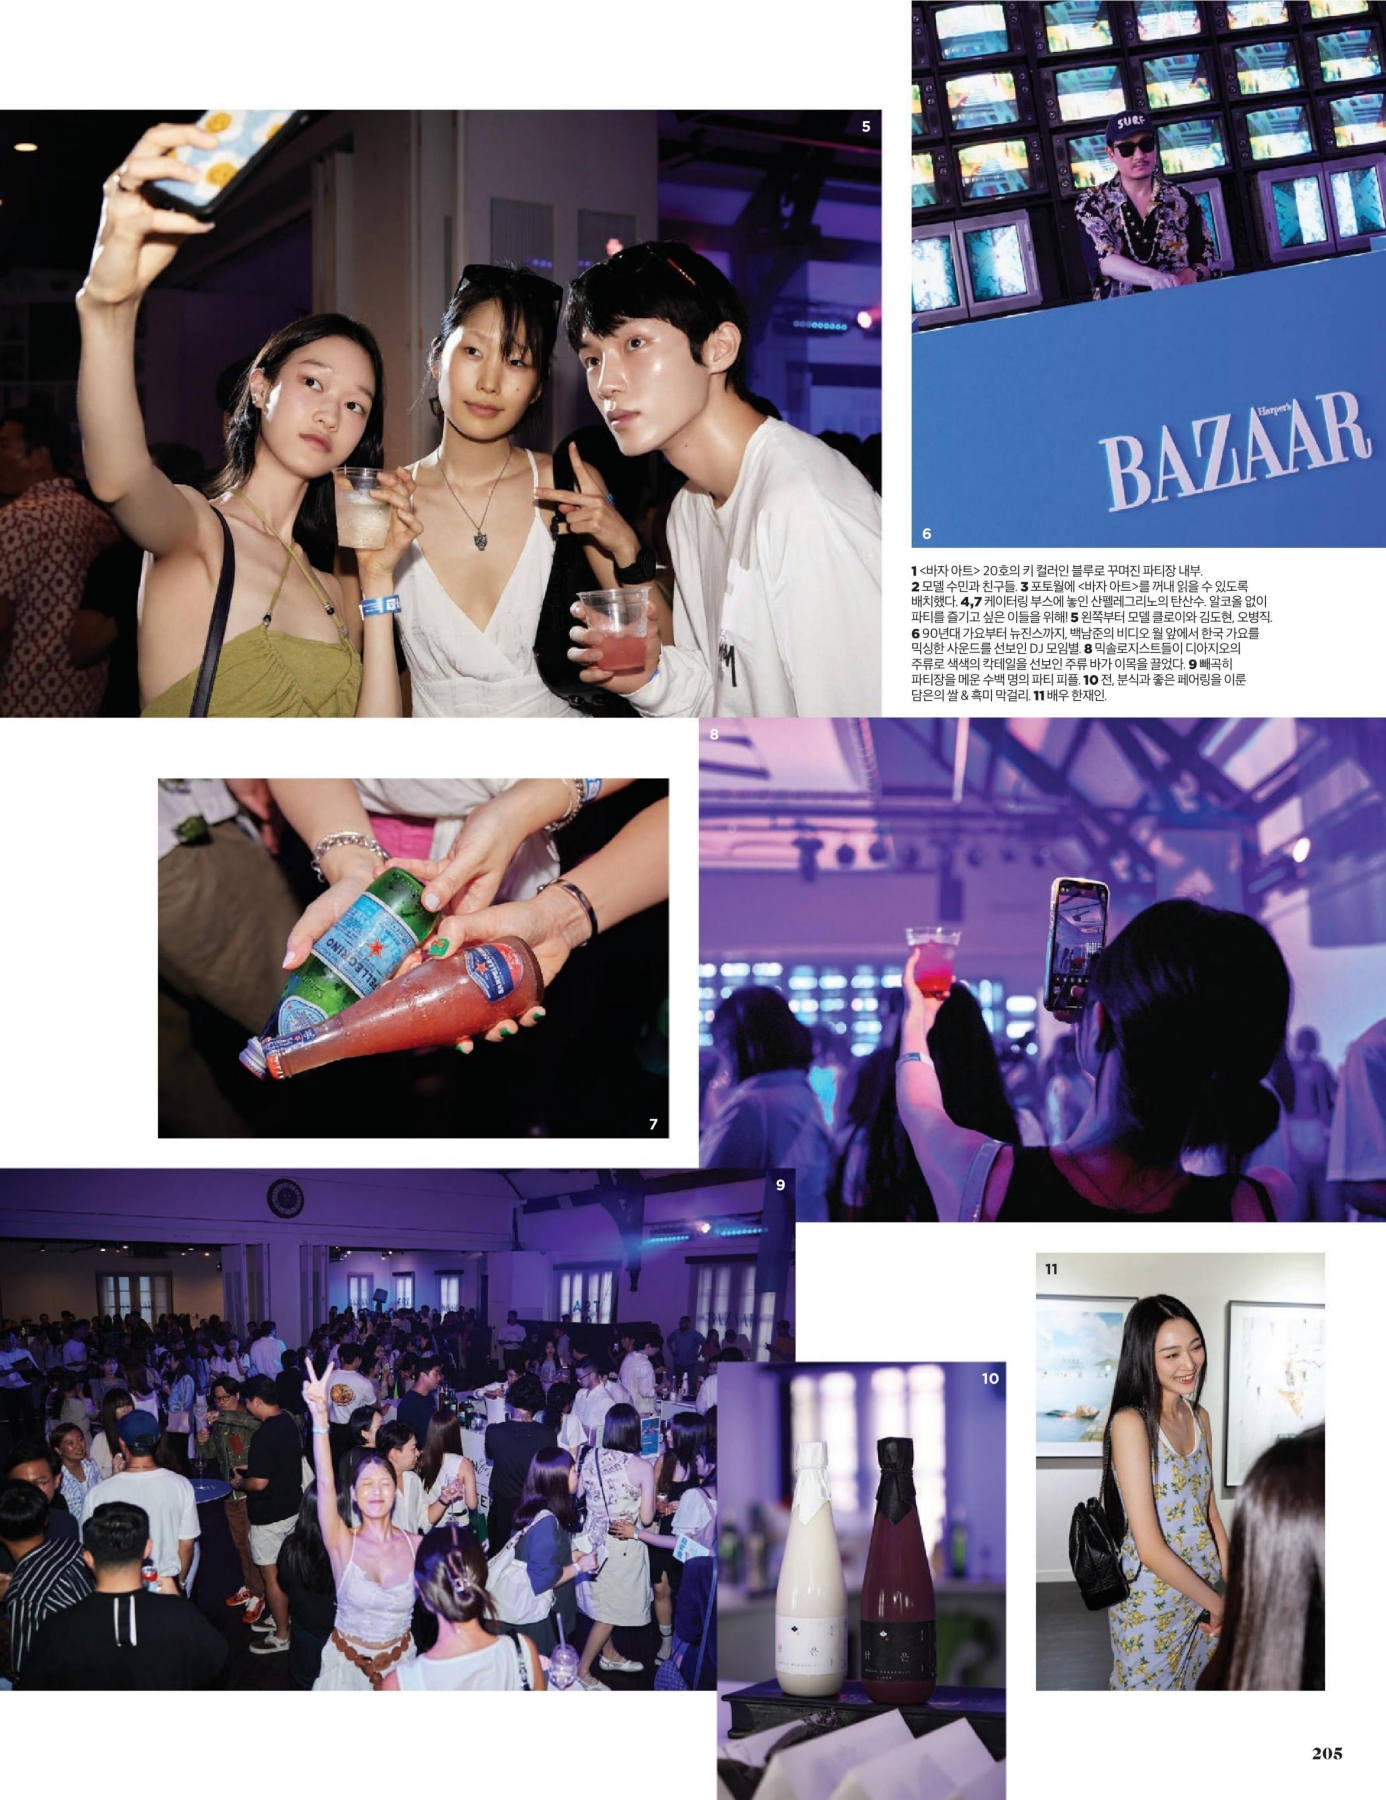 5
SURF
Harper's
BAZAAR
6
1 <바자 아트> 20호의 키 컬러인 블루로 꾸며진 파티장 내부.
2 모델 수민과 친구들. 3 포토월에 <바자 아트>를 꺼내 읽을 수 있도록
배치했다. 4,7 케이터링 부스에 놓인 산펠레그리노의 탄산수. 알코올 없이
파티를 즐기고 싶은 이들을 위해! 5 왼쪽부터 모델 클로이와 김도현, 오병직.
6 90년대 가요부터 뉴진스까지, 백남준의 비디오 월 앞에서 한국 가요를
믹싱한 사운드를 선보인 DJ 모임별. 8 믹솔로지스트들이 디아지오의
주류로 색색의 칵테일을 선보인 주류 바가 이목을 끌었다. 9 빼곡히
파티장을 메운 수백 명의 파티 피플. 10 전, 분식과 좋은 페어링을 이룬
담은의 쌀 & 흑미 막걸리. 11 배우 한재인.
8
PELLEGRINO
7
9
ART
BAZAAR
10
11
205